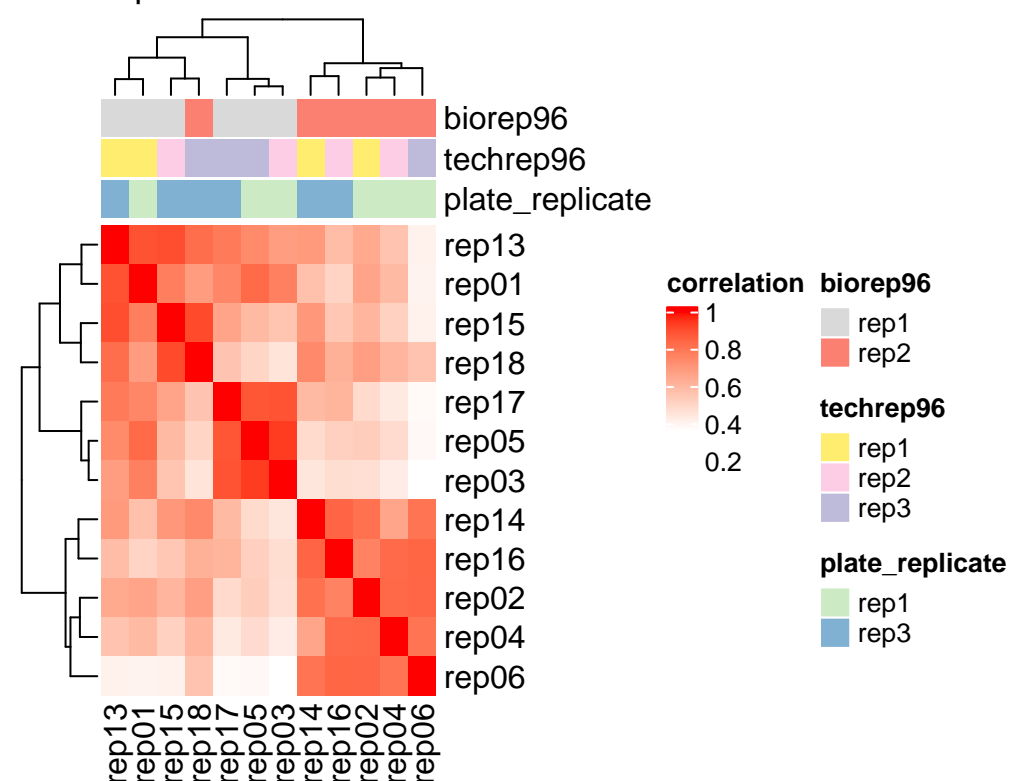 biorep96
techrep96
plate_replicate
rep13
rep01
rep15
rep18
rep17
rep05
rep03
rep14
rep16
rep02
rep04
rep06
rep13
rep01
rep15
rep18
rep17
rep05
rep03
rep14
rep16
rep02
rep04
rep06
correlation
1
0.8
0.6
0.4
0.2
biorep96
rep1
rep2
techrep96
rep1
rep2
rep3
plate_replicate
rep1
rep3